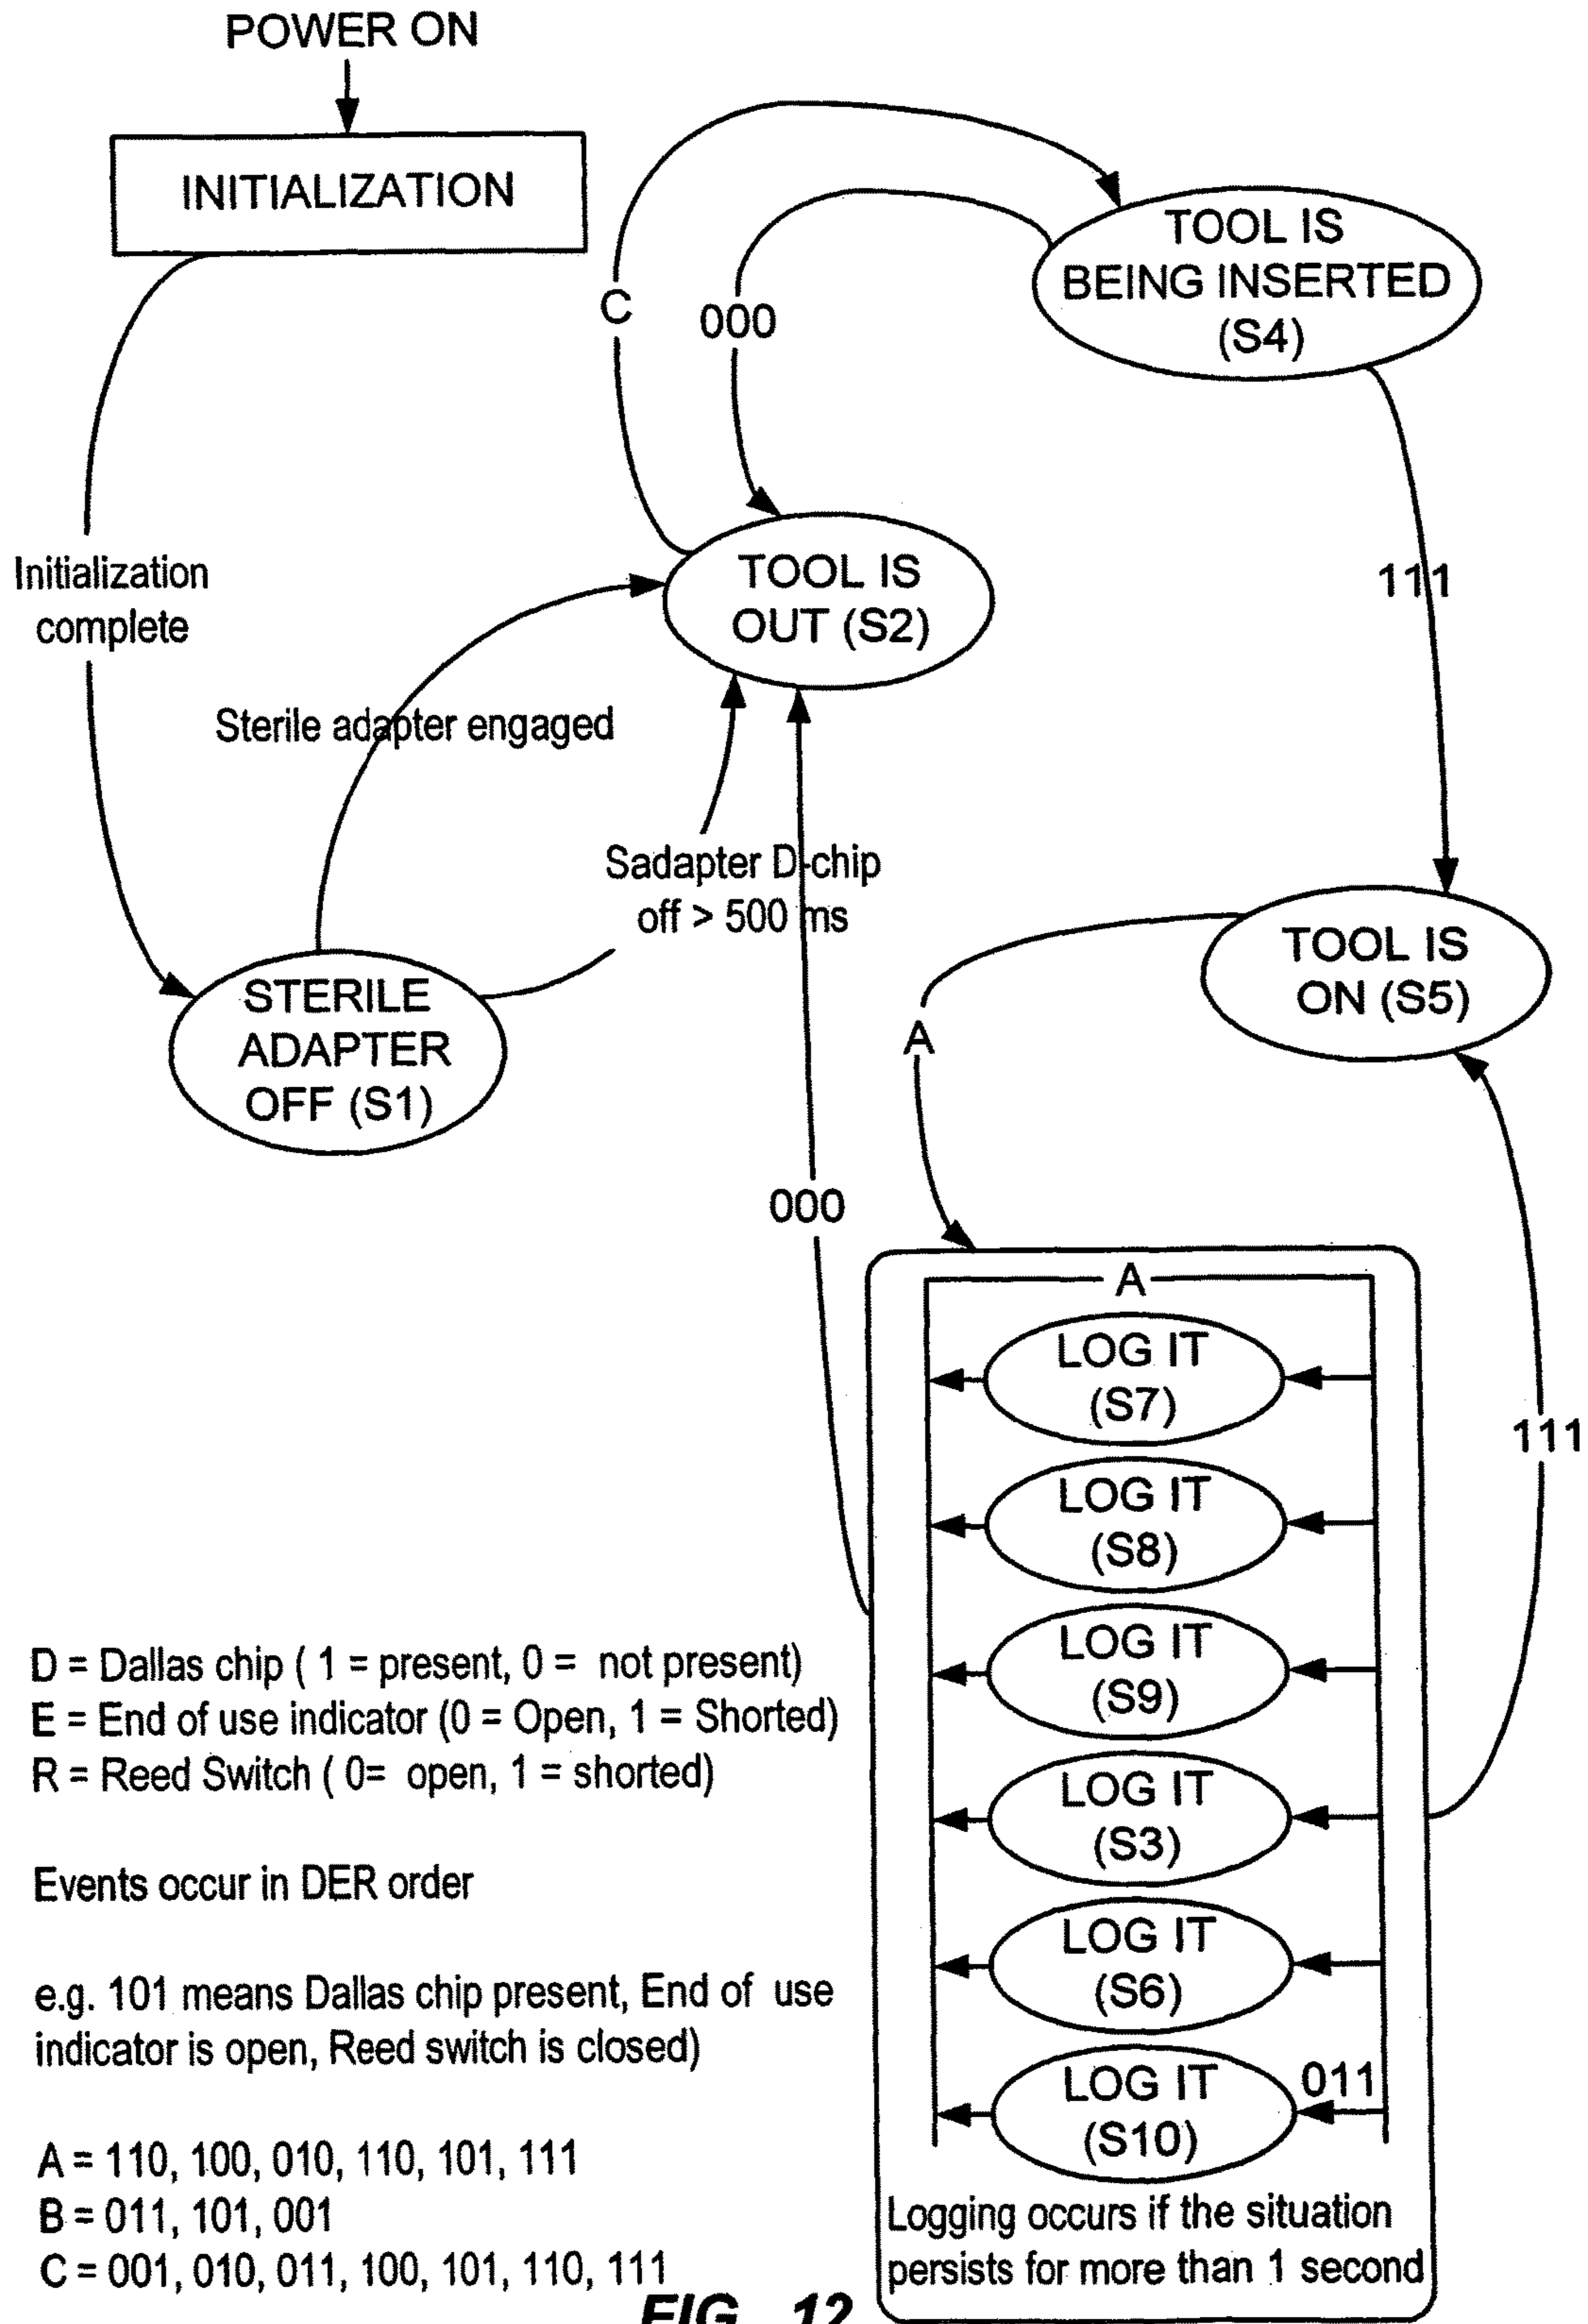 POWER ON
INITIALIZATION
C
000
TOOL IS
BEING INSERTED
(S4)
Initialization
complete
TOOL IS
OUT (S2)
111
Sterile adapter engaged
Sadapter D-chip
off > 500 ms
STERILE
ADAPTER
OFF (S1)
TOOL IS
ON (S5)
A
000
A
LOG IT
(S7)
LOG IT
(S8)
LOG IT
(S9)
LOG IT
(S3)
LOG IT
(S6)
LOG IT
(S10)
011
111
Logging occurs if the situation
persists for more than 1 second
D = Dallas chip ( 1 = present, 0 = not present)
E = End of use indicator (0 = Open, 1 = Shorted)
R = Reed Switch ( 0= open, 1 = shorted)
Events occur in DER order
e.g. 101 means Dallas chip present, End of use
indicator is open, Reed switch is closed)
A = 110, 100, 010, 110, 101, 111
B = 011, 101, 001
C = 001, 010, 011, 100, 101, 110, 111
FIG. 12